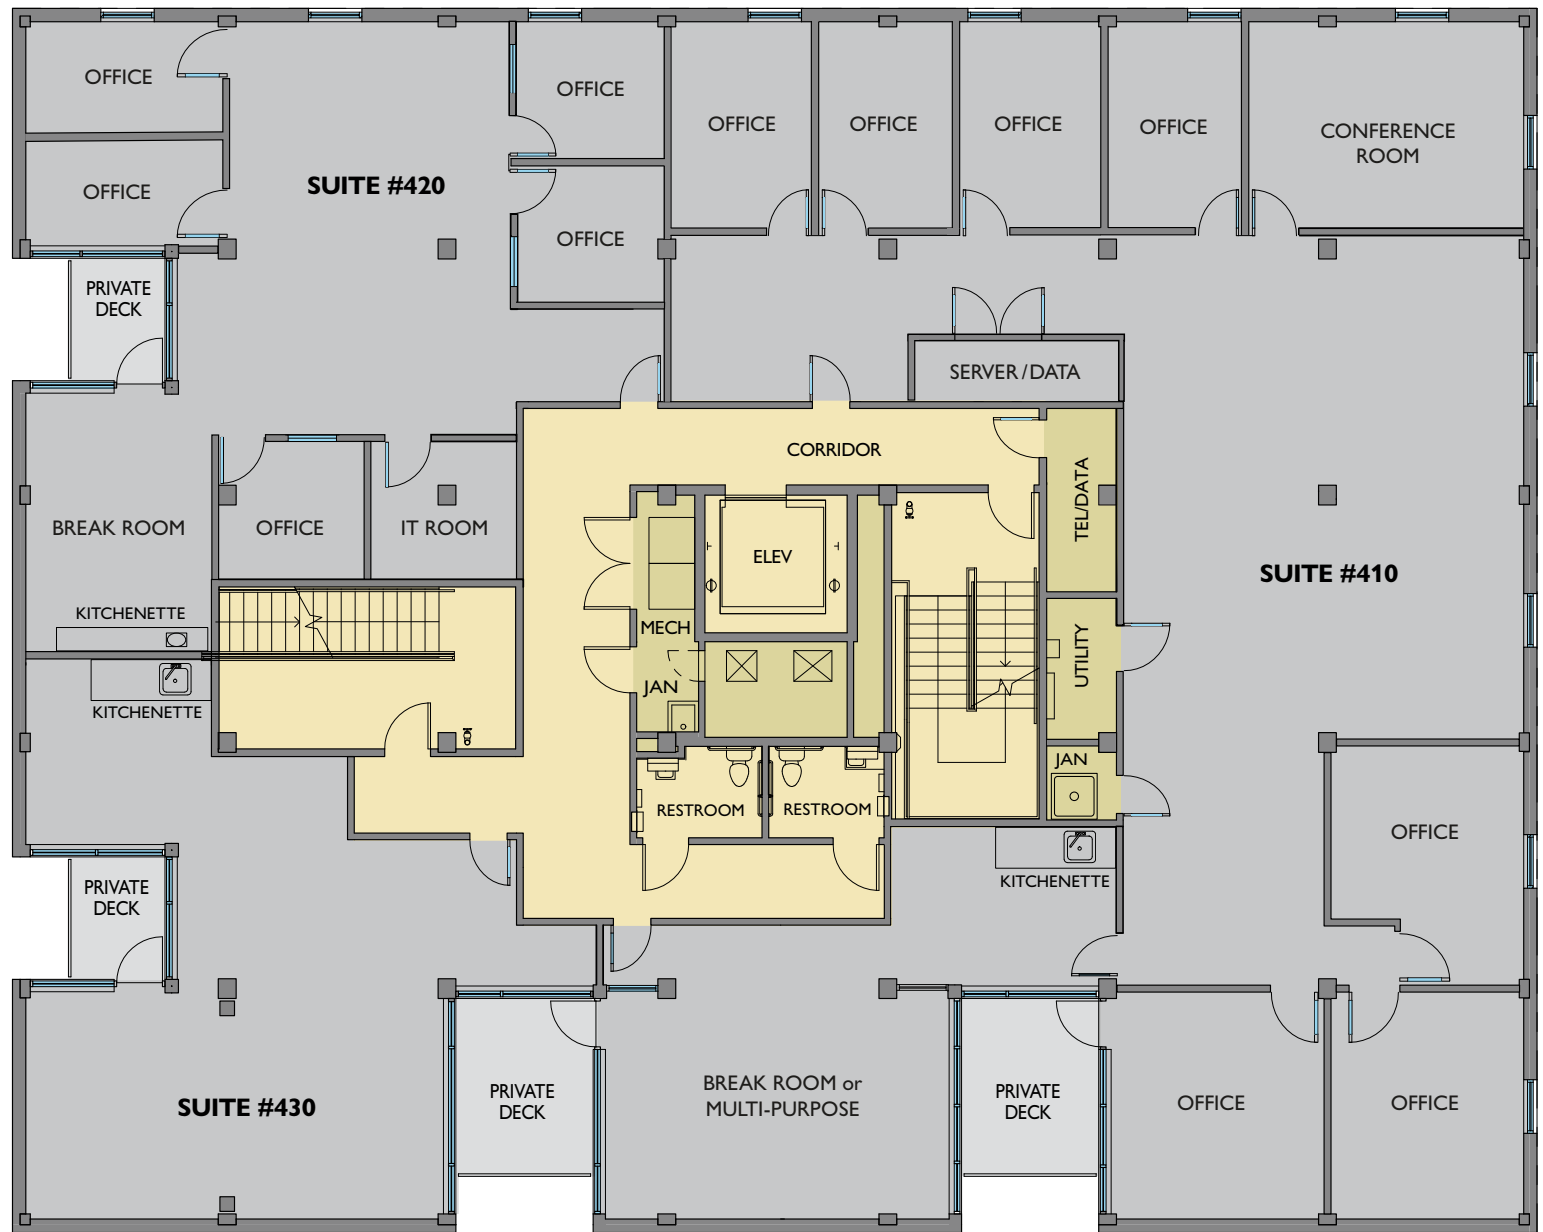 OFFICE
OFFICE
OFFICE
OFFICE
OFFICE
OFFICE
CONFERENCE
ROOM
OFFICE
SUITE #420
OFFICE
PRIVATE
DECK
SERVER / DATA
CORRIDOR
TEL/DATA
BREAK ROOM
OFFICE
IT ROOM
ELEV
SUITE #410
KITCHENETTE
MECH
UTILITY
JAN
KITCHENETTE
JAN
RESTROOM
RESTROOM
OFFICE
KITCHENETTE
PRIVATE
DECK
SUITE #430
PRIVATE
DECK
BREAK ROOM or
MULTI-PURPOSE
PRIVATE
DECK
OFFICE
OFFICE